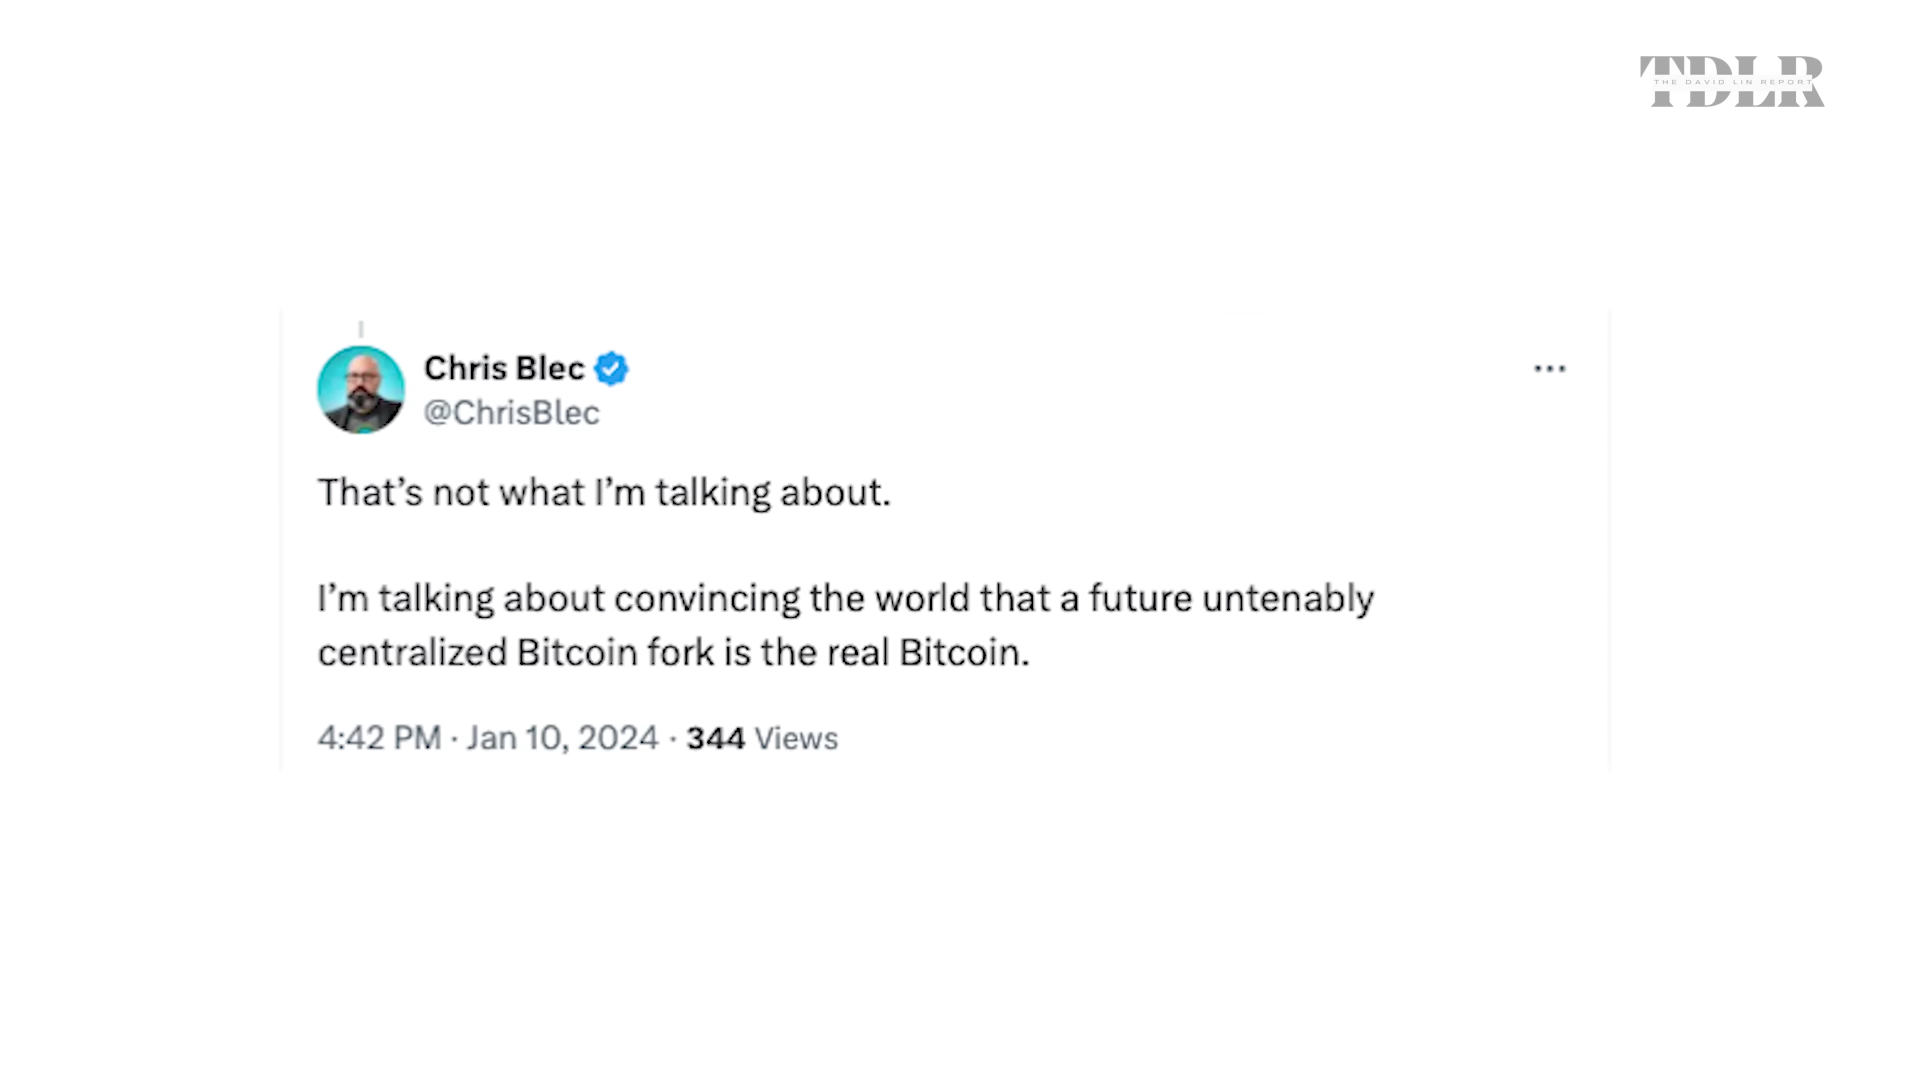 TDLR
THE DAVID LIN REPORT
Chris Blec
@ChrisBlec
That’s not what I’m talking about.
I’m talking about convincing the world that a future untenably
centralized Bitcoin fork is the real Bitcoin.
4:42 PM · Jan 10, 2024 · 344 Views